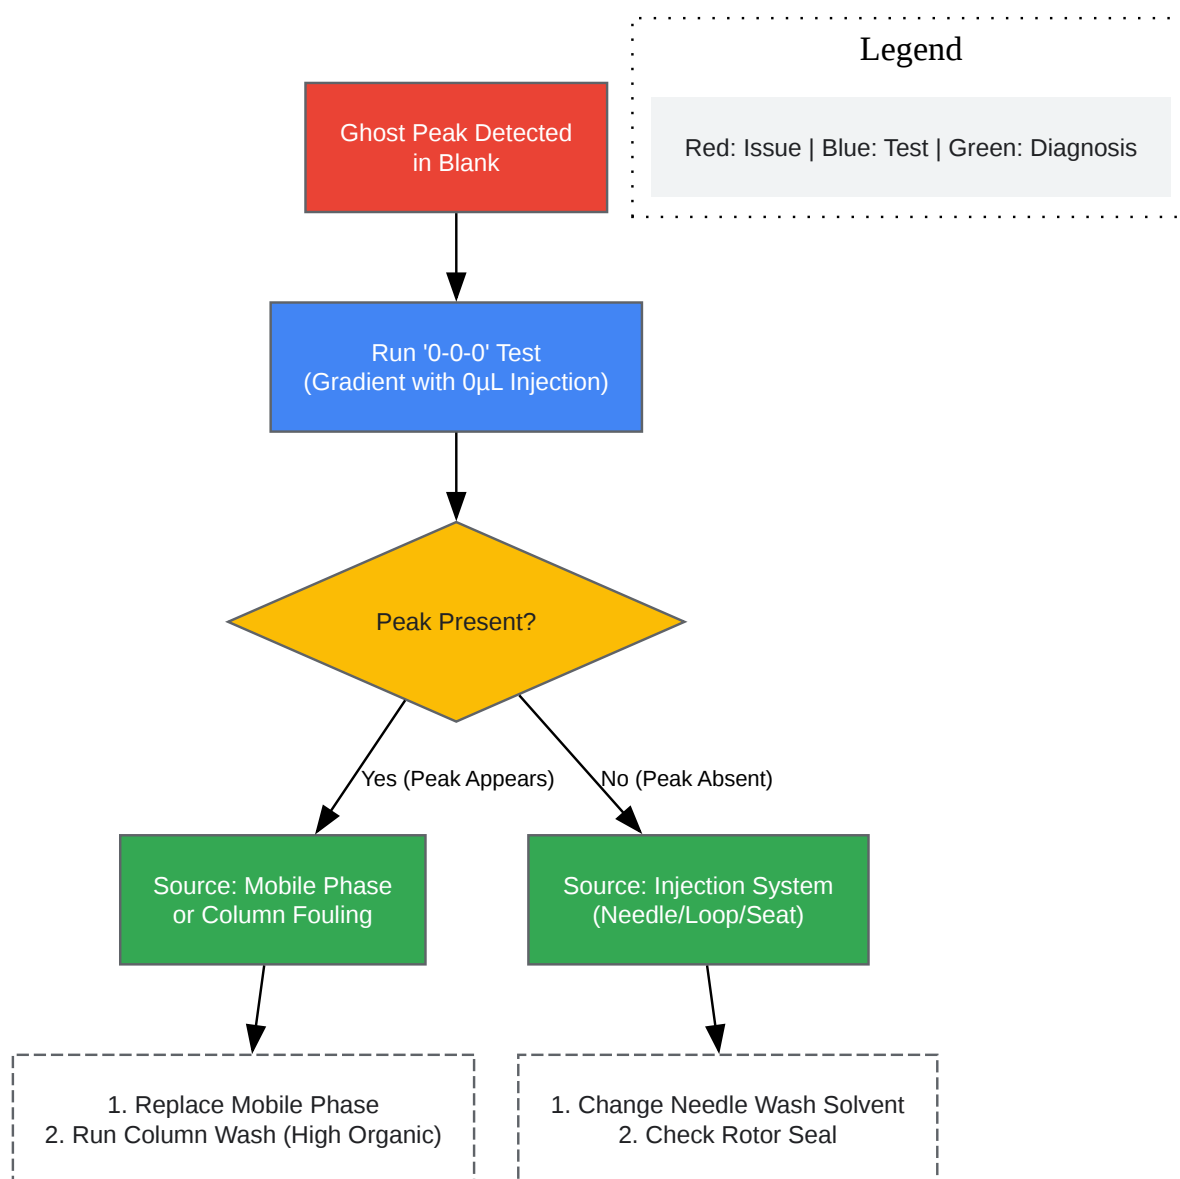 Legend
Red: Issue | Blue: Test | Green: Diagnosis
Ghost Peak Detected
in Blank
Run '0-0-0' Test
(Gradient with 0µL Injection)
Peak Present?
Yes (Peak Appears)
No (Peak Absent)
Source: Mobile Phase
or Column Fouling
Source: Injection System
(Needle/Loop/Seat)
1. Replace Mobile Phase
2. Run Column Wash (High Organic)
1. Change Needle Wash Solvent
2. Check Rotor Seal